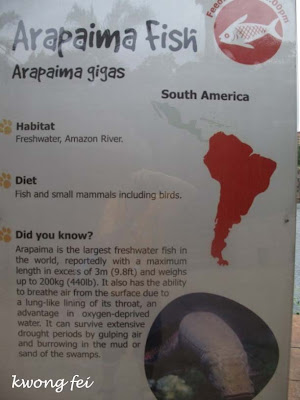 Arapaima Fish
Arapaima gigas
South America
Habitat
Freshwater, Amazon River.
Diet
Fish and small mammals including birds.
Did you know?
Arapaima is the largest freshwater fish in
the world, reportedly with a maximum
length in excess of 3m (9.8ft) and weighs
up to 200kg (440lb). It also has the ability
to breathe air from the surface due to
a lung-like lining of its throat, an
advantage in oxygen-deprived
water. It can survive extensive
drought periods by gulping air
and burrowing in the mud or
sand of the swamps.
kwong fei